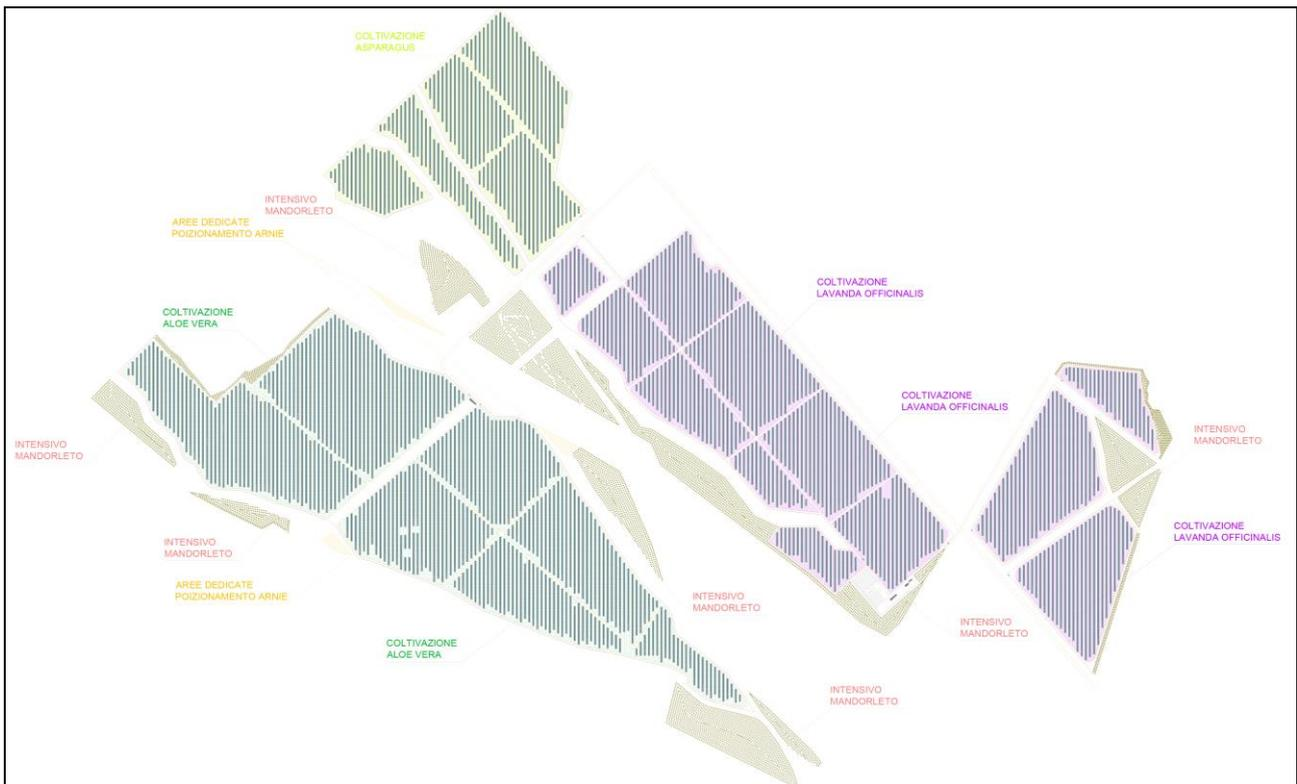 COLTIVAZIONE
ASPARAGUS
INTENSIVO
MANDORLETO
AREE DEDICATE
POIZIONAMENTO ARNIE
COLTIVAZIONE
LAVANDA OFFICINALIS
COLTIVAZIONE
ALOE VERA
COLTIVAZIONE
LAVANDA OFFICINALIS
INTENSIVO
MANDORLETO
INTENSIVO
MANDORLETO
COLTIVAZIONE
LAVANDA OFFICINALIS
INTENSIVO
MANDORLETO
AREE DEDICATE
POIZIONAMENTO ARNIE
INTENSIVO
MANDORLETO
INTENSIVO
MANDORLETO
COLTIVAZIONE
ALOE VERA
INTENSIVO
MANDORLETO